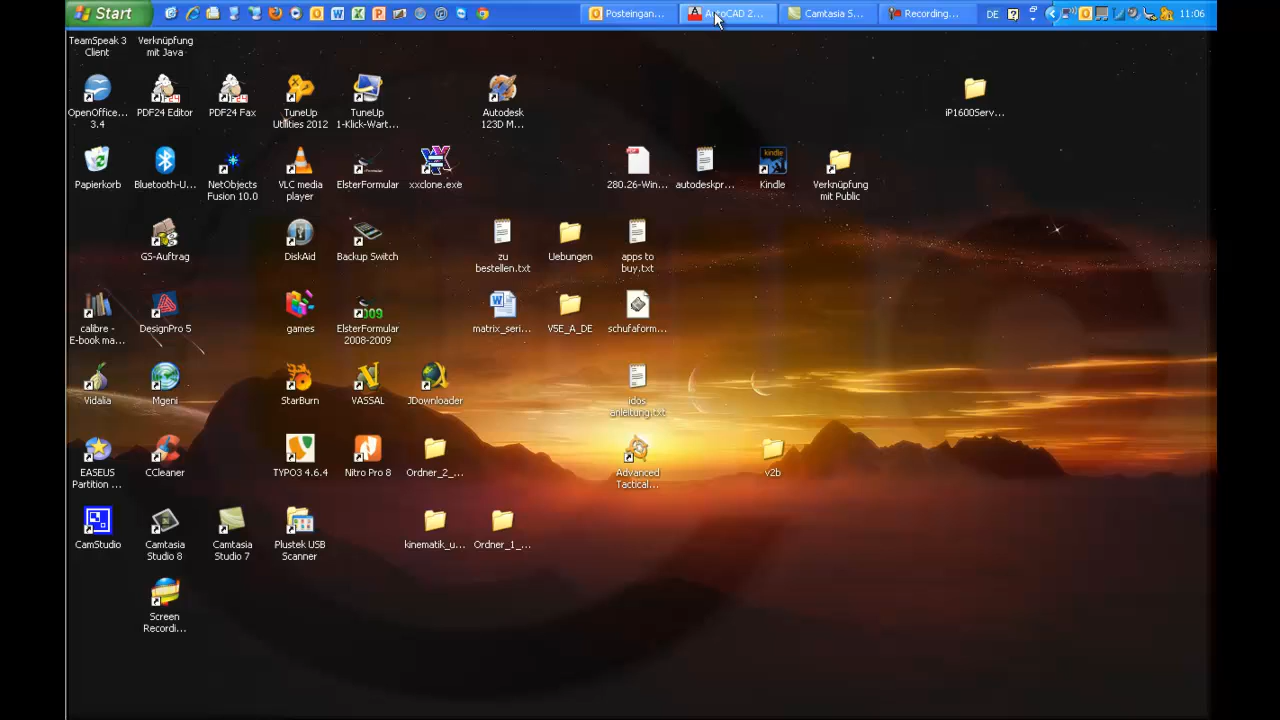 Start
Posteingan...
AutoCAD 2...
Camtasia S...
Recording...
DE
11:06
TeamSpeak 3
Client
Verknüpfung
mit Java
OpenOffice...
3.4
PDF24 Editor
PDF24 Fax
TuneUp
Utilities 2012
TuneUp
1-Klick-Wart...
Autodesk
123D M...
iP1600Serv...
Papierkorb
Bluetooth-U...
NetObjects
Fusion 10.0
VLC media
player
ElsterFormular
xxclone.exe
280.26-Win...
autodeskpr...
Kindle
Verknüpfung
mit Public
GS-Auftrag
DiskAid
Backup Switch
zu
bestellen.txt
Uebungen
apps to
buy.txt
calibre -
E-book ma...
DesignPro 5
games
ElsterFormular
2008-2009
matrix_seri...
VSE_A_DE
schufaform...
Vidalia
Mgeni
StarBurn
VASSAL
JDownloader
idos
anleitung.txt
EASEUS
Partition ...
CCleaner
TYPO3 4.6.4
Nitro Pro 8
Ordner_2_...
Advanced
Tactical...
v2b
CamStudio
Camtasia
Studio 8
Camtasia
Studio 7
Plustek USB
Scanner
kinematik_u...
Ordner_1_...
Screen
Recordi...